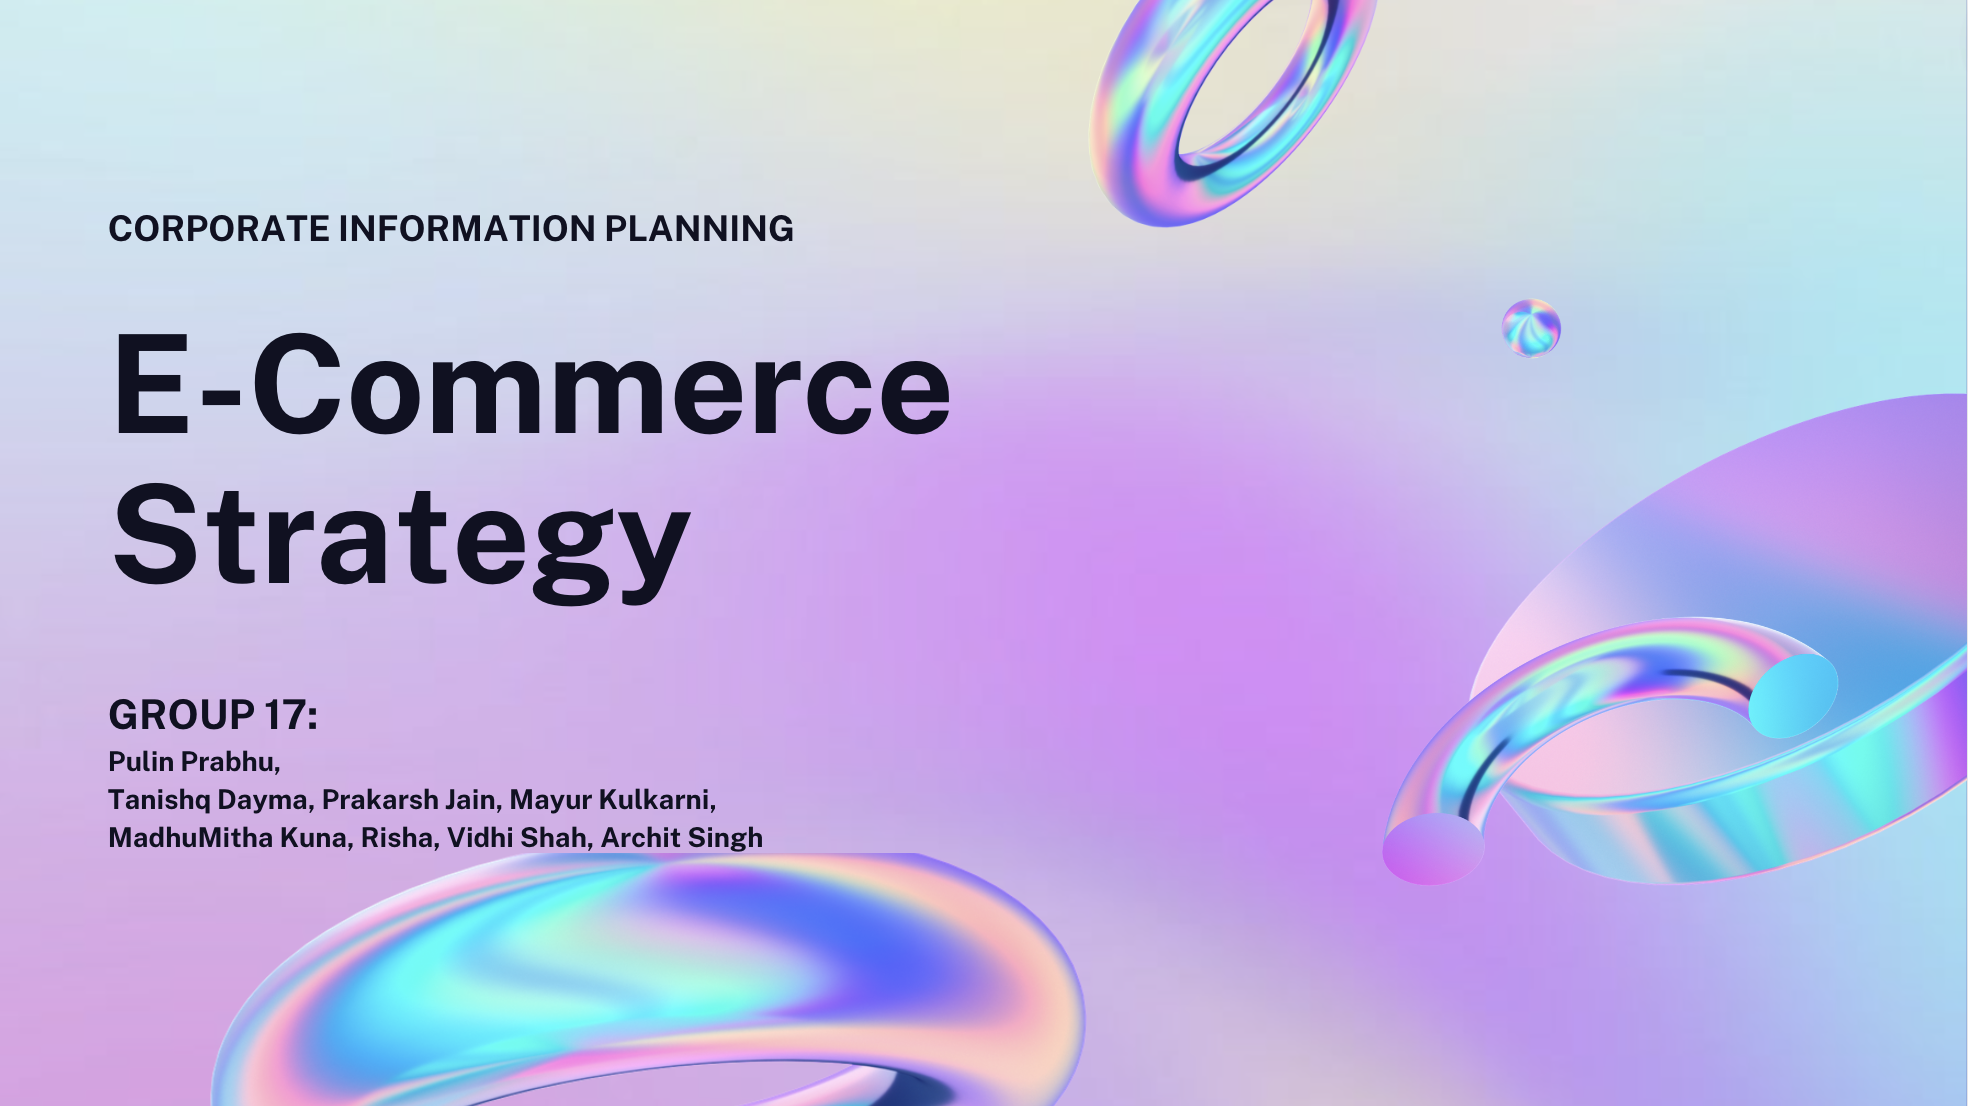 CORPORATE INFORMATION PLANNING
E-Commerce
Strategy
GROUP 17:
Pulin Prabhu,
Tanishq Dayma, Prakarsh Jain, Mayur Kulkarni,
MadhuMitha Kuna, Risha, Vidhi Shah, Archit Singh